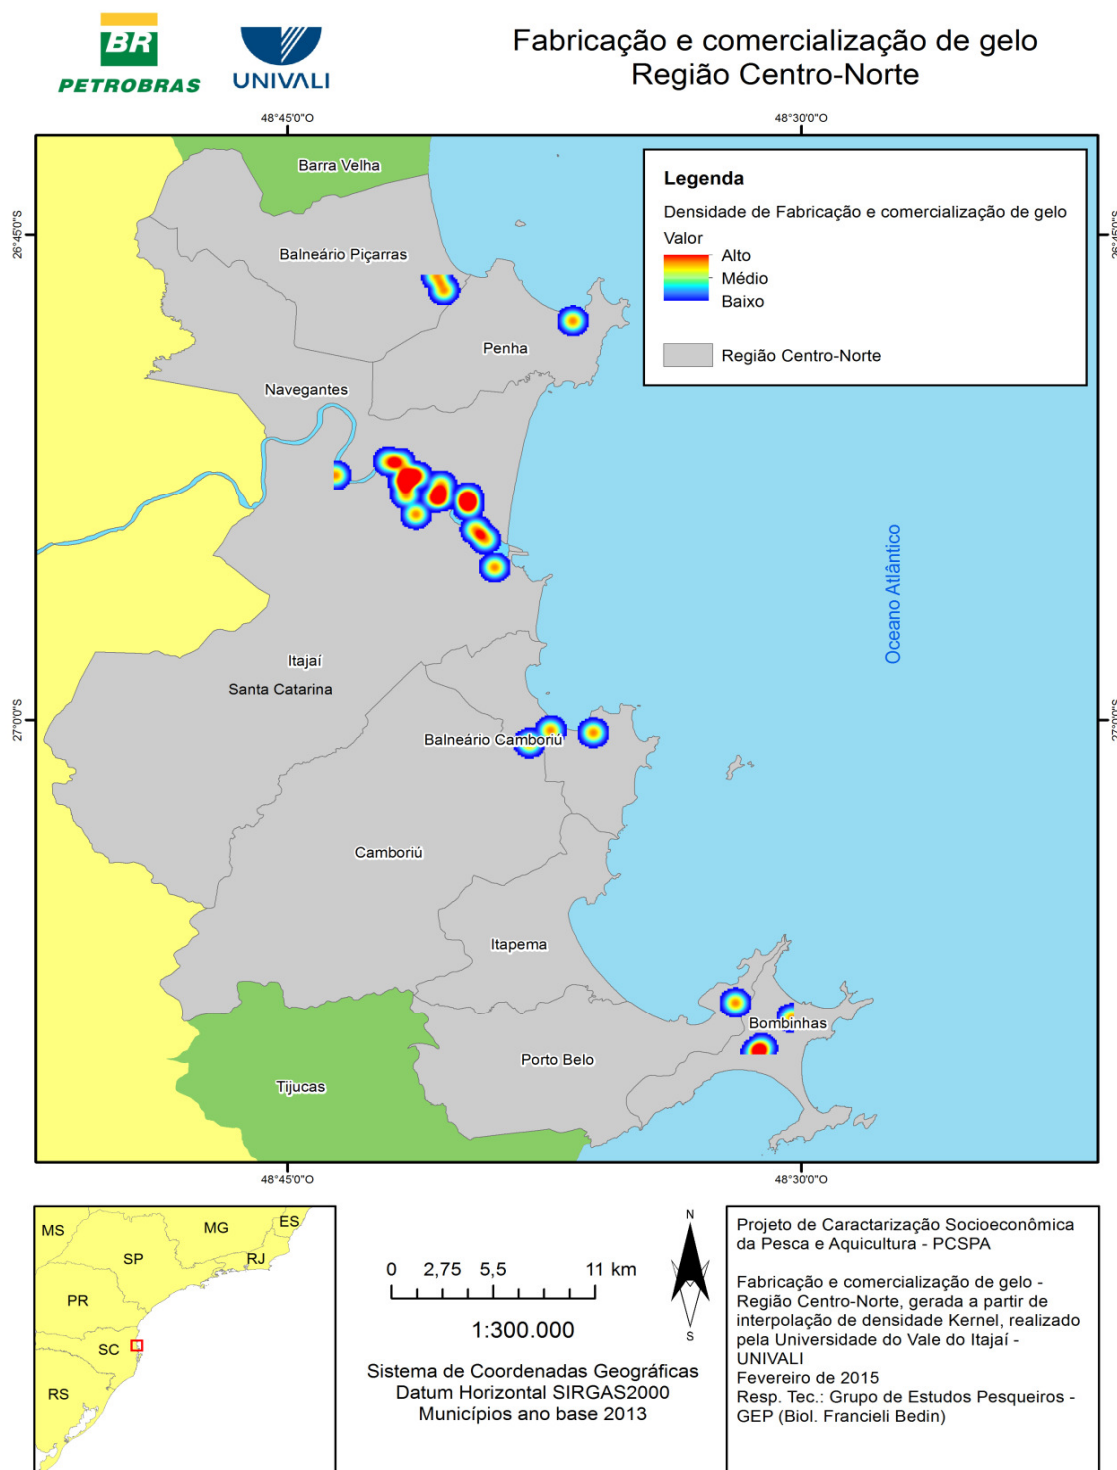 BR
PETROBRAS
UNIVALI
Fabricação e comercialização de gelo
Região Centro-Norte
48°45'0"O
48°30'0"O
26°45'0"S
26°45'0"S
27°0'0"S
27°0'0"S
48°45'0"O
48°30'0"O
Legenda
Densidade de Fabricação e comercialização de gelo
Valor
Alto
Médio
Baixo
Região Centro-Norte
Barra Velha
Balneário Piçarras
Penha
Navegantes
Oceano Atlântico
Itajaí
Santa Catarina
Balneário Camboriú
Camboriú
Itapema
Bombinhas
Porto Belo
Tijucas
MS
MG
ES
SP
RJ
PR
SC
RS
0 2,75 5,5 11 km
1:300.000
Sistema de Coordenadas Geográficas
Datum Horizontal SIRGAS2000
Municípios ano base 2013
N
S
Projeto de Caractarização Socioeconômica
da Pesca e Aquicultura - PCSPA
Fabricação e comercialização de gelo -
Região Centro-Norte, gerada a partir de
interpolação de densidade Kernel, realizado
pela Universidade do Vale do Itajaí -
UNIVALI
Fevereiro de 2015
Resp. Tec.: Grupo de Estudos Pesqueiros -
GEP (Biol. Francieli Bedin)